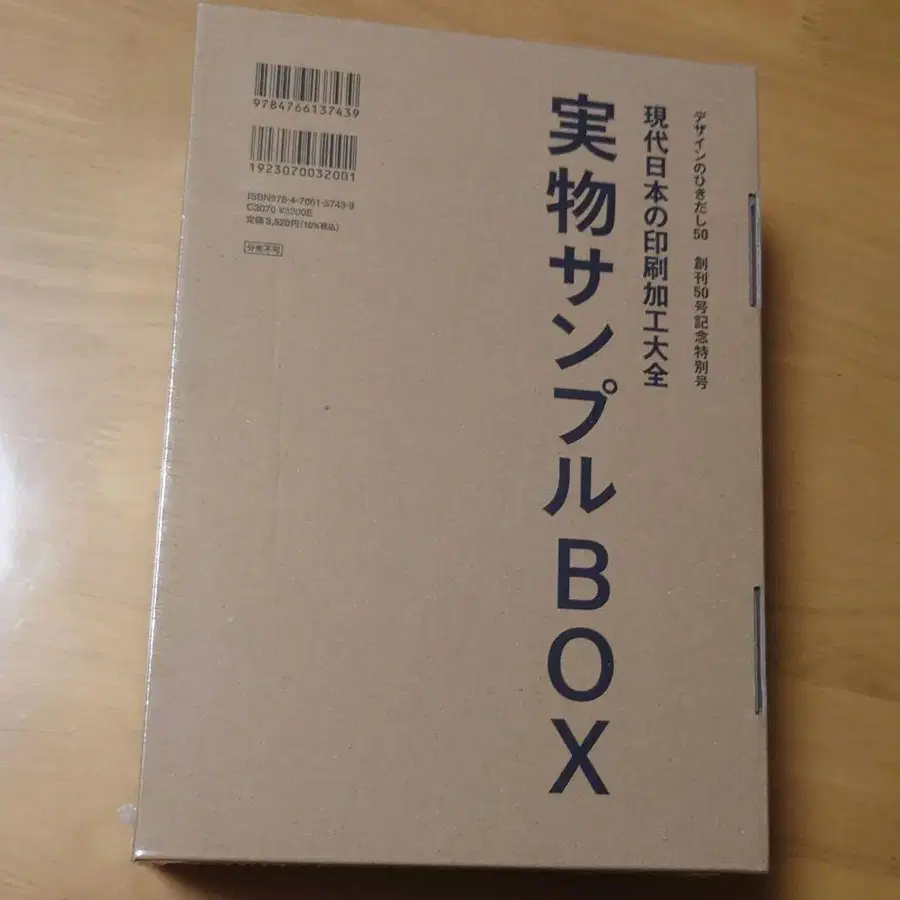 デザインのひきだし50　創刊50号記念特別号
現代日本の印刷加工大全
実物サンプルBOX
9784766137439
1923070032001
ISBN978-4-7661-3743-9
C3070 ¥3200E
定価3,520円(10%税込)
分売不可